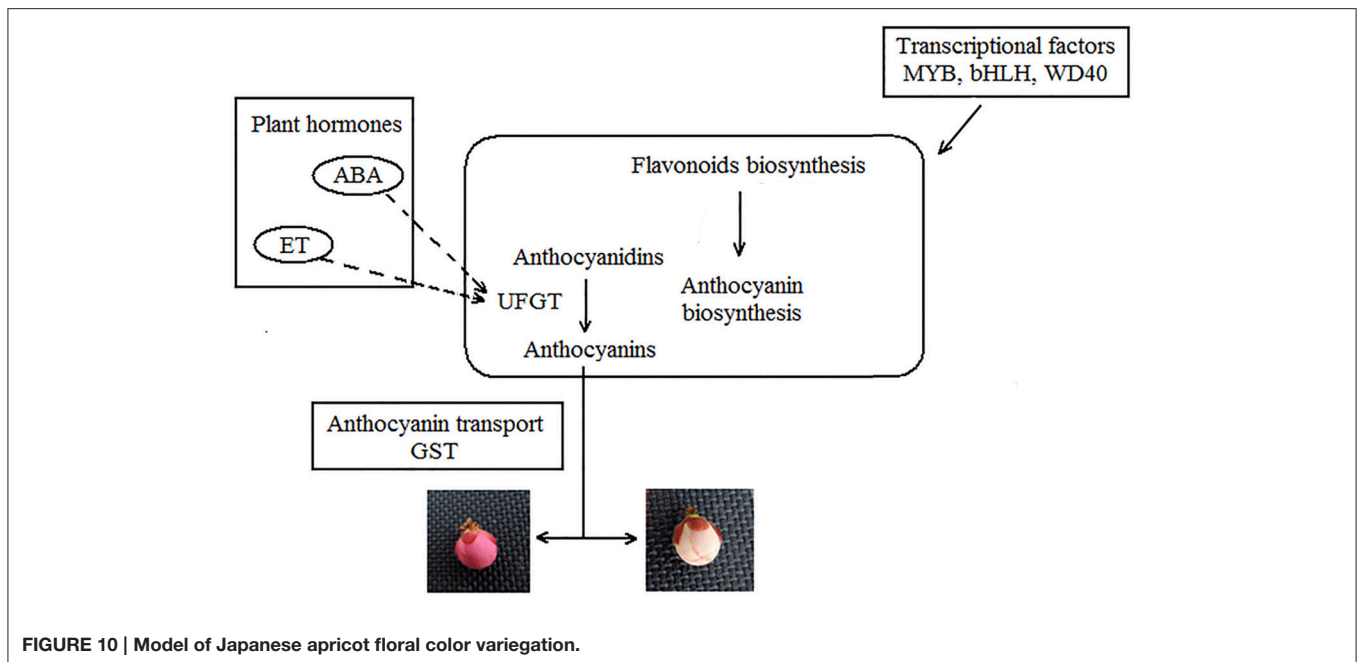 Transcriptional factors
MYB, bHLH, WD40
Plant hormones
ABA
ET
Flavonoids biosynthesis
Anthocyanin
biosynthesis
Anthocyanidins
UFGT
Anthocyanins
Anthocyanin transport
GST
FIGURE 10 | Model of Japanese apricot floral color variegation.